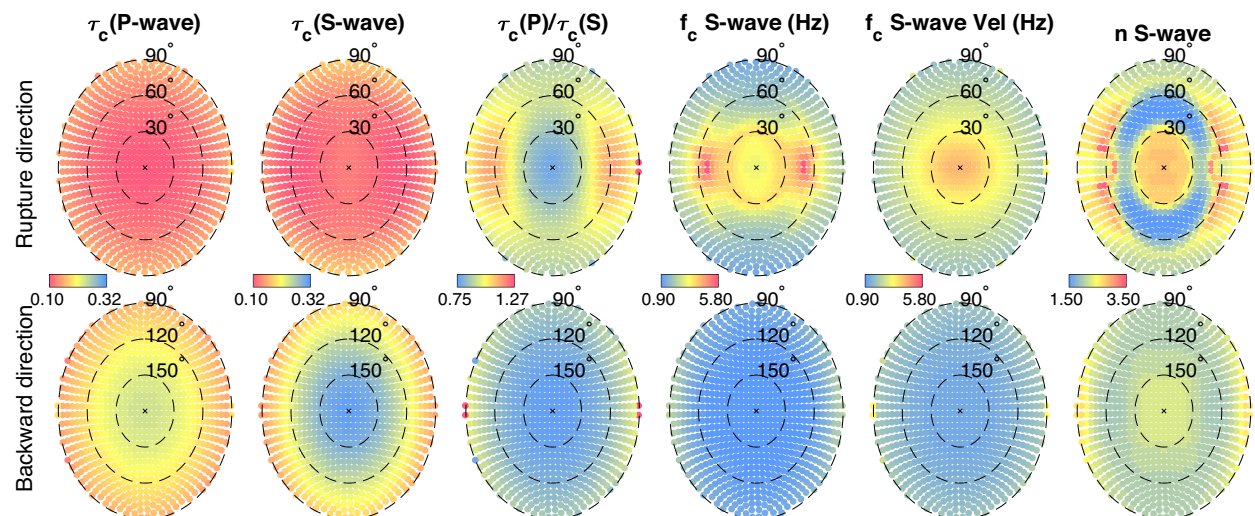 τc(P-wave) τc(S-wave) τc(P)/τc(S) fc S-wave (Hz) fc S-wave Vel (Hz) n S-wave
Rupture direction
90° 90° 90° 90° 90° 90°
60° 60° 60° 60° 60° 60°
30° 30° 30° 30° 30° 30°
0.10 0.32 0.10 0.32 0.75 1.27 0.90 5.80 0.90 5.80 1.50 3.50
Backward direction
90° 90° 90° 90° 90° 90°
120° 120° 120° 120° 120° 120°
150° 150° 150° 150° 150° 150°